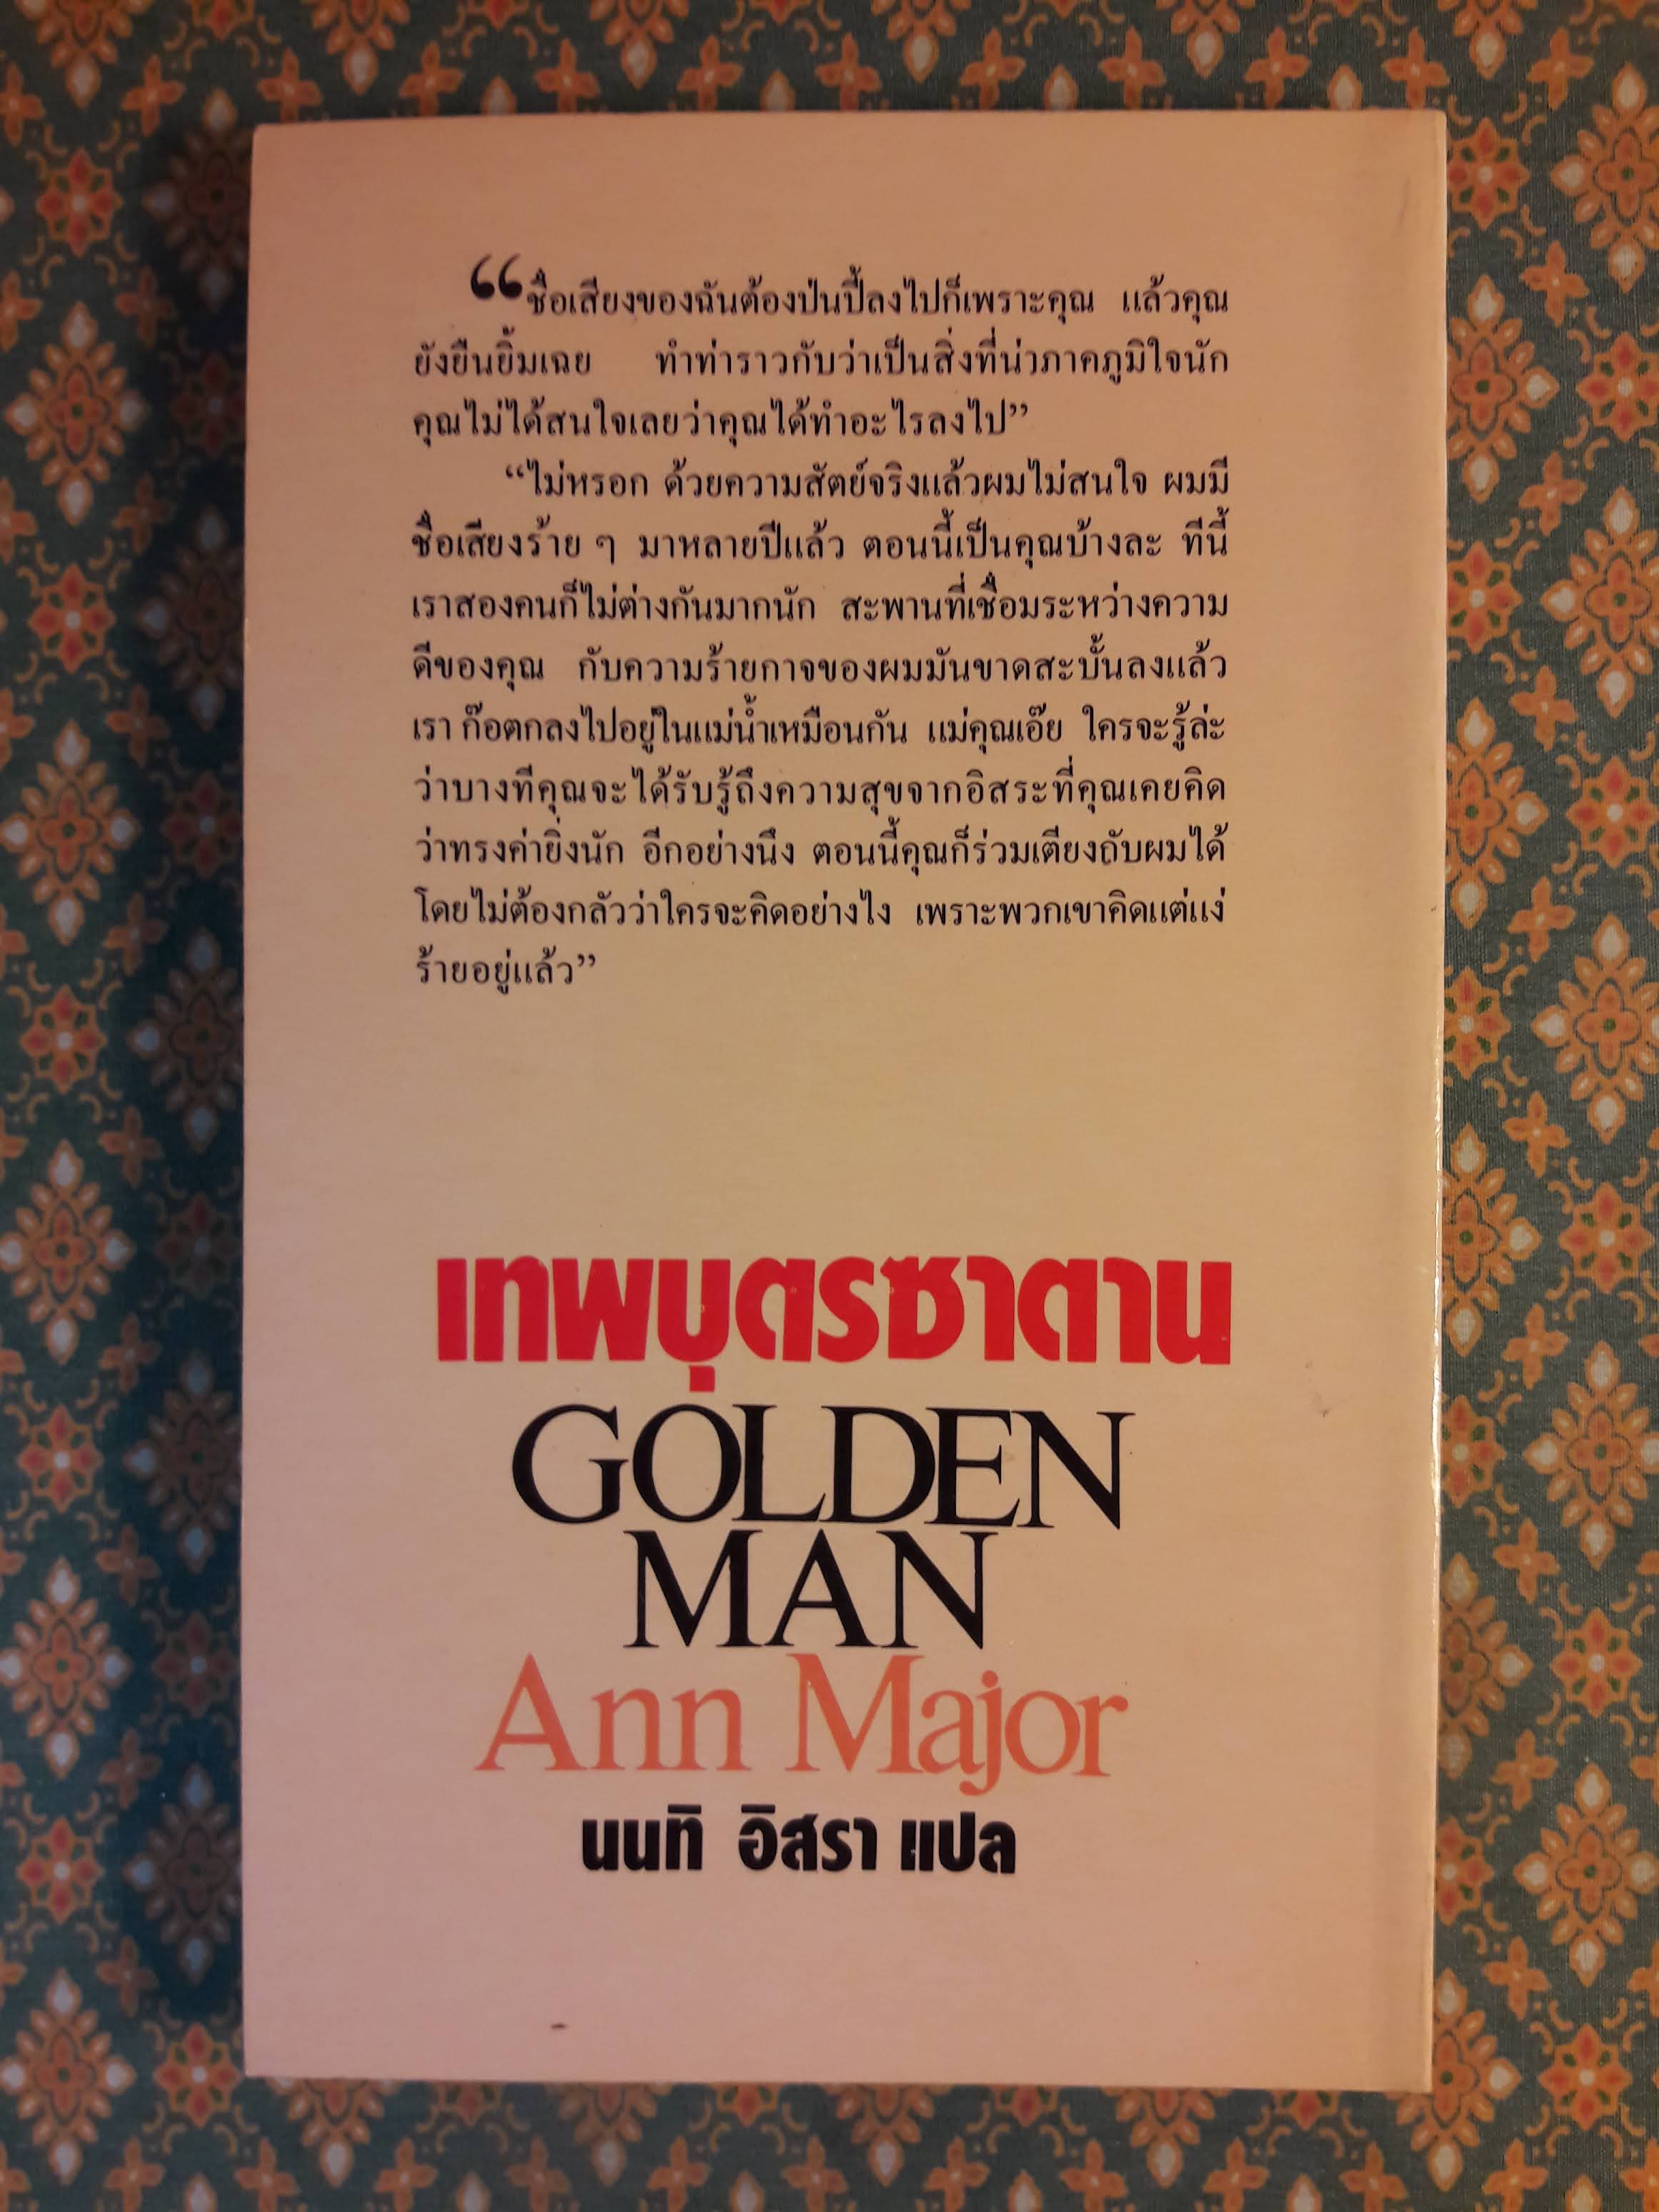 “ชื่อเสียงของฉันต้องป่นปี้ลงไปก็เพราะคุณ แล้วคุณ
ยังยืนยิ้มเฉย ทำท่าราวกับว่าเป็นสิ่งที่น่าภาคภูมิใจนัก
คุณไม่ได้สนใจเลยว่าคุณได้ทำอะไรลงไป”
“ไม่หรอก ด้วยความสัตย์จริงแล้วผมไม่สนใจ ผมมี
ชื่อเสียงร้าย ๆ มาหลายปีแล้ว ตอนนี้เป็นคุณบ้างละ ทีนี้
เราสองคนก็ไม่ต่างกันมากนัก สะพานที่เชื่อมระหว่างความ
ดีของคุณ กับความร้ายกาจของผมมันขาดสะบั้นลงแล้ว
เรา ก๊อตกลงไปอยู่ในแม่น้ำเหมือนกัน แม่คุณเอ๊ย ใครจะรู้ล่ะ
ว่าบางทีคุณจะได้รับรู้ถึงความสุขจากอิสระที่คุณเคยคิด
ว่าทรงค่ายิ่งนัก อีกอย่างนึง ตอนนี้คุณก็ร่วมเตียงถับผมได้
โดยไม่ต้องกลัวว่าใครจะคิดอย่างไง เพราะพวกเขาคิดแต่แง่
ร้ายอยู่แล้ว”
เทพบุตรซาตาน
GOLDEN
MAN
Ann Major
นนทิ อิสรา แปล